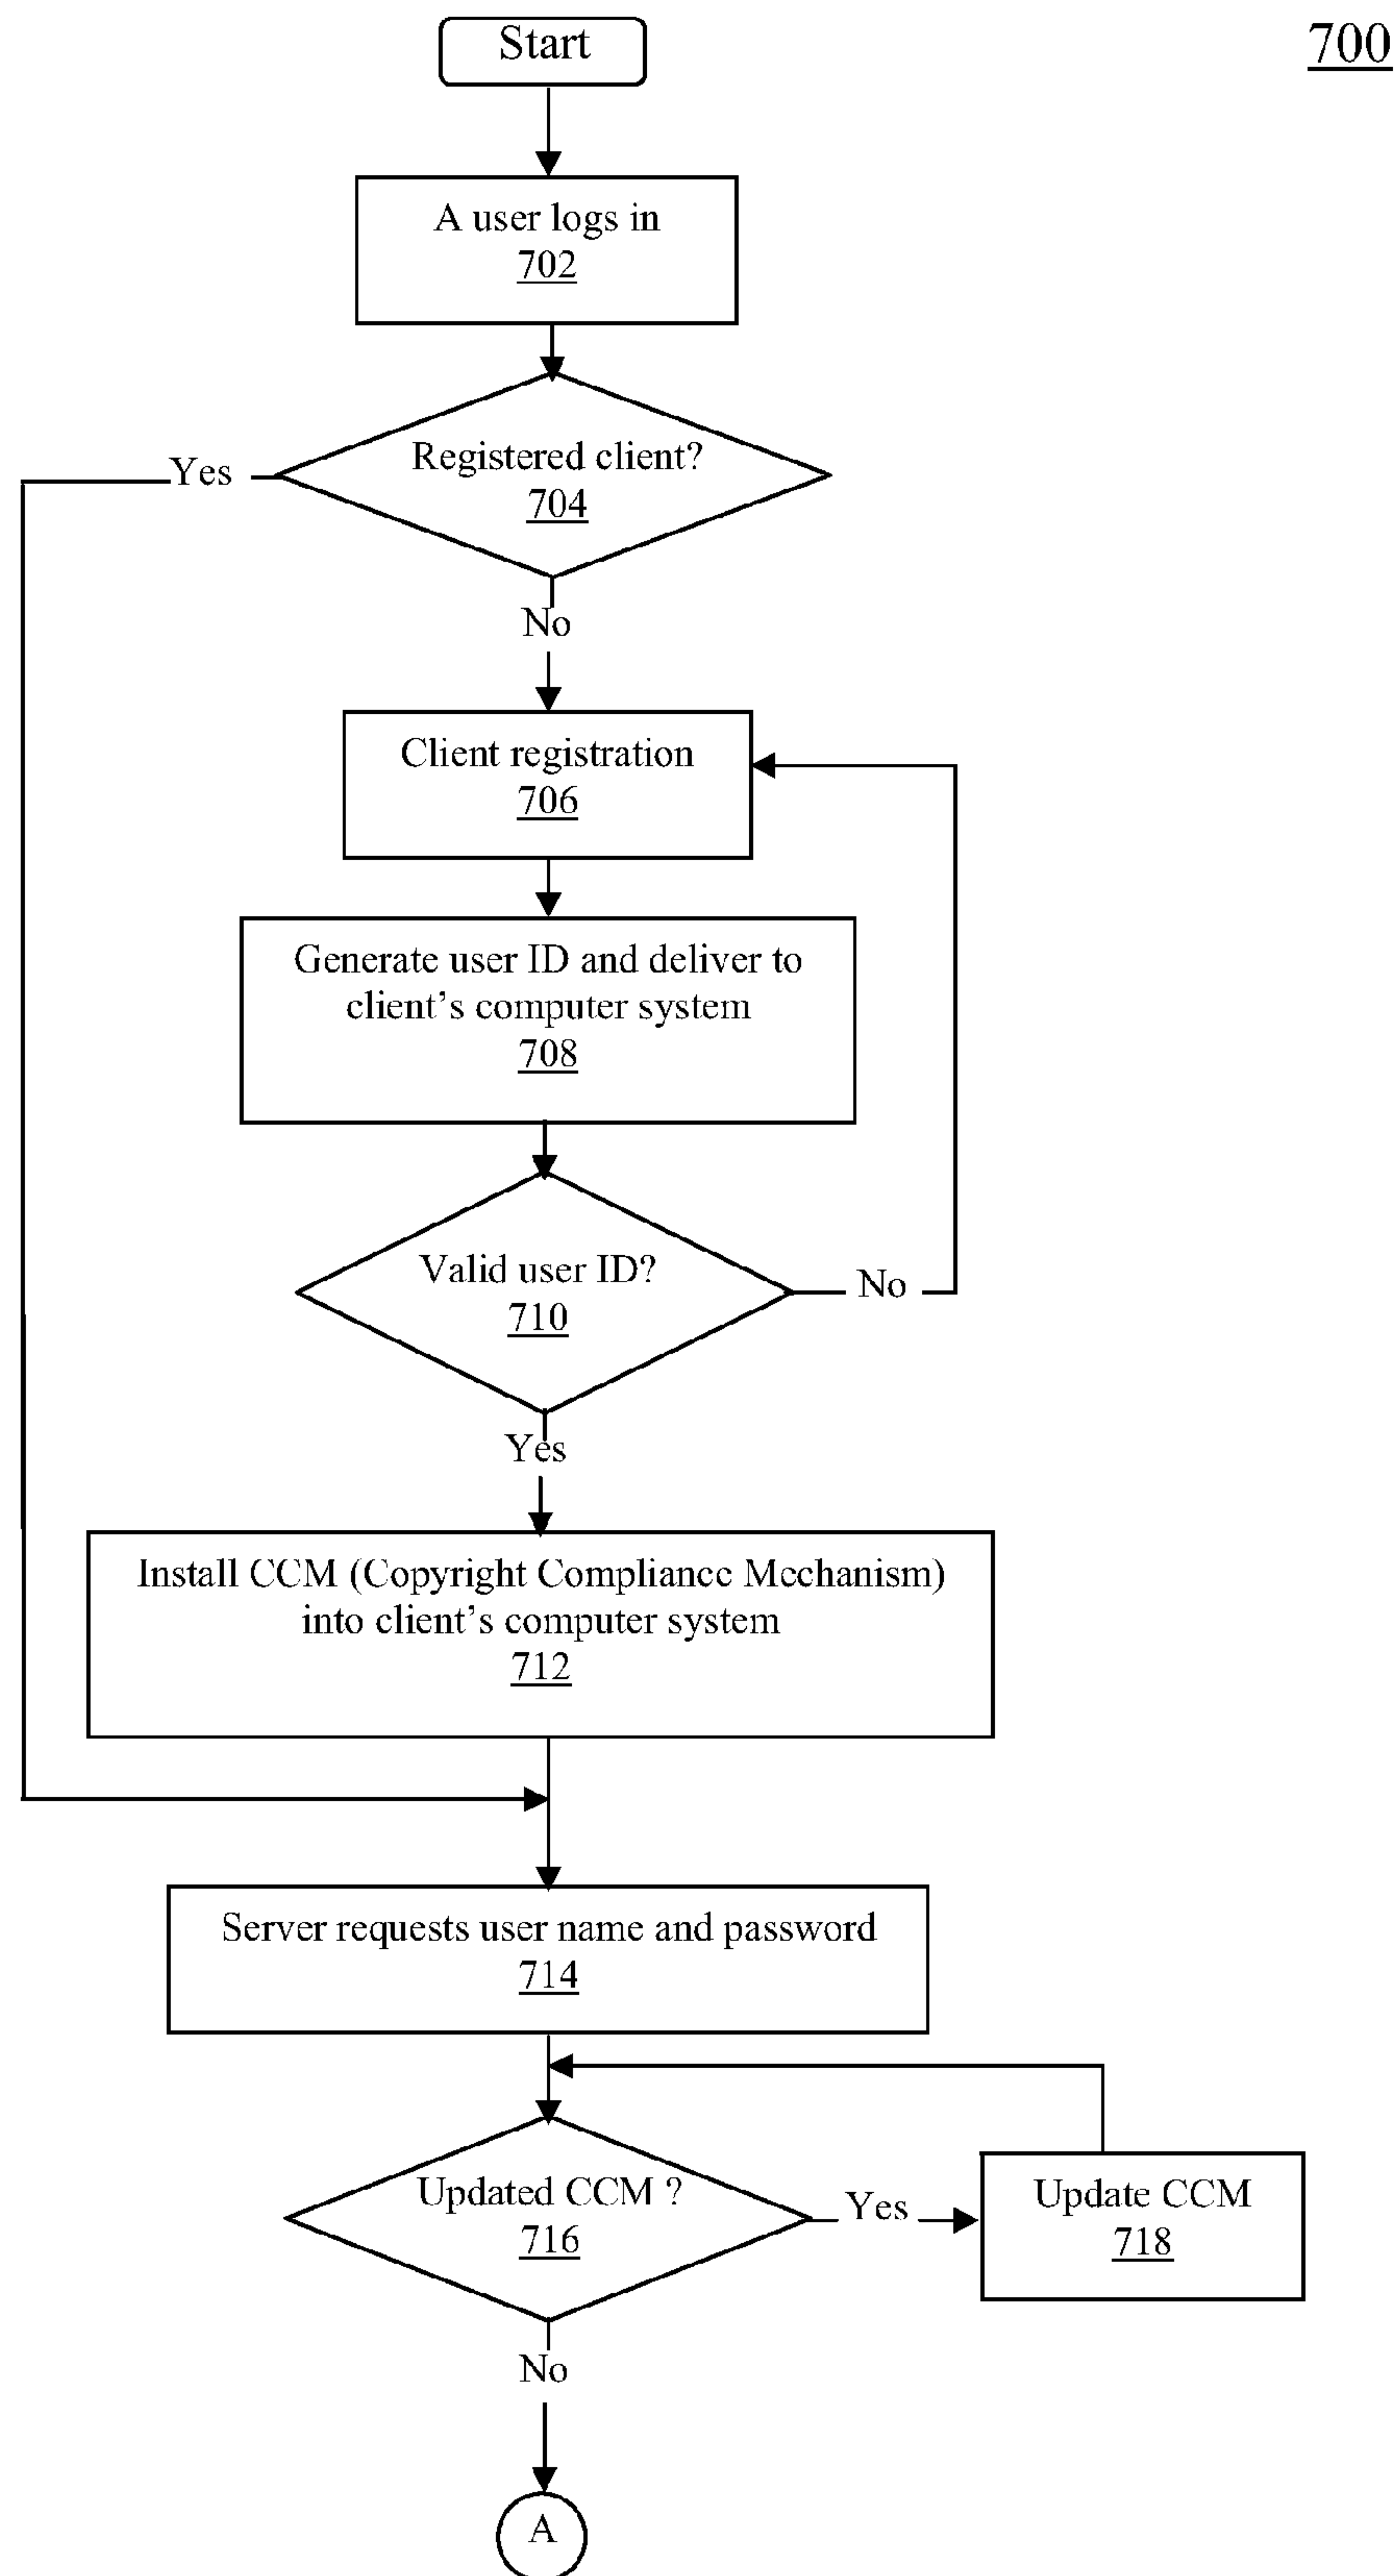 700
Start
A user logs in
702
Registered client?
704
Yes
No
Client registration
706
Generate user ID and deliver to
client's computer system
708
Valid user ID?
710
No
Yes
Install CCM (Copyright Compliance Mechanism)
into client's computer system
712
Server requests user name and password
714
Updated CCM ?
716
Yes
Update CCM
718
No
A